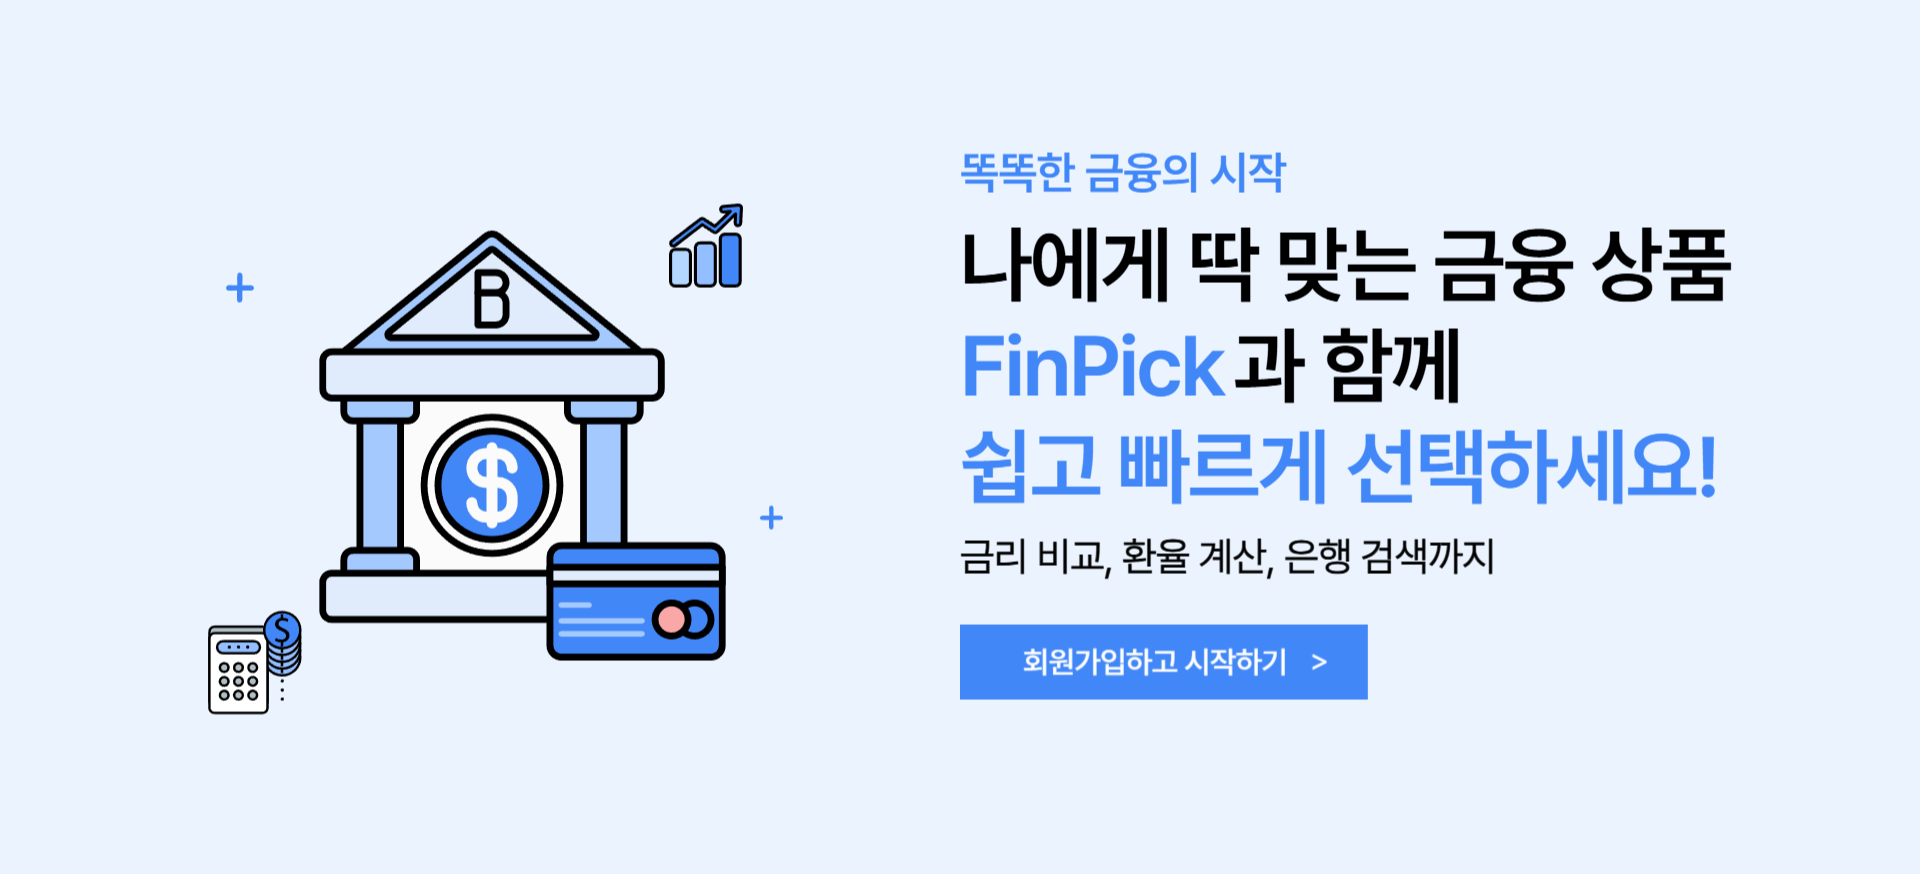 똑똑한 금융의 시작
나에게 딱 맞는 금융 상품
FinPick과 함께
쉽고 빠르게 선택하세요!
금리 비교, 환율 계산, 은행 검색까지
회원가입하고 시작하기 >
B
$
$